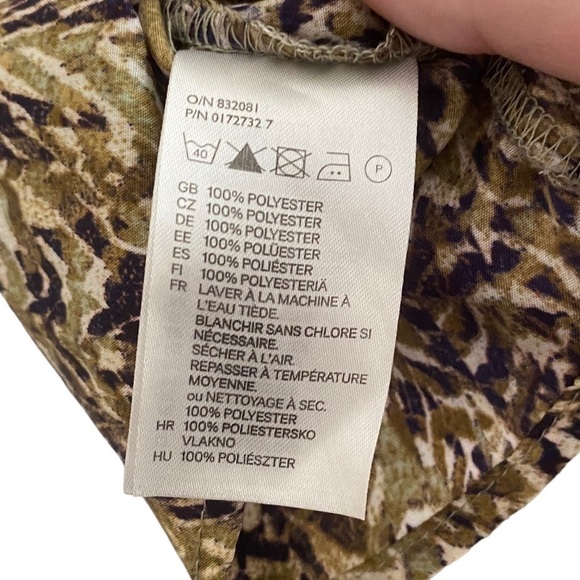 O/N 832081
P/N 0172732 7
40 P
GB 100% POLYESTER
CZ 100% POLYESTER
DE 100% POLYESTER
EE 100% POLÜESTER
ES 100% POLIÉSTER
FI 100% POLYESTERIÄ
FR LAVER À LA MACHINE À
L'EAU TIÈDE.
BLANCHIR SANS CHLORE SI
NÉCESSAIRE.
SÉCHER À L'AIR.
REPASSER À TEMPÉRATURE
MOYENNE.
ou NETTOYAGE À SEC.
100% POLYESTER
HR 100% POLIESTERSKO
VLAKNO
HU 100% POLIÉSZTER